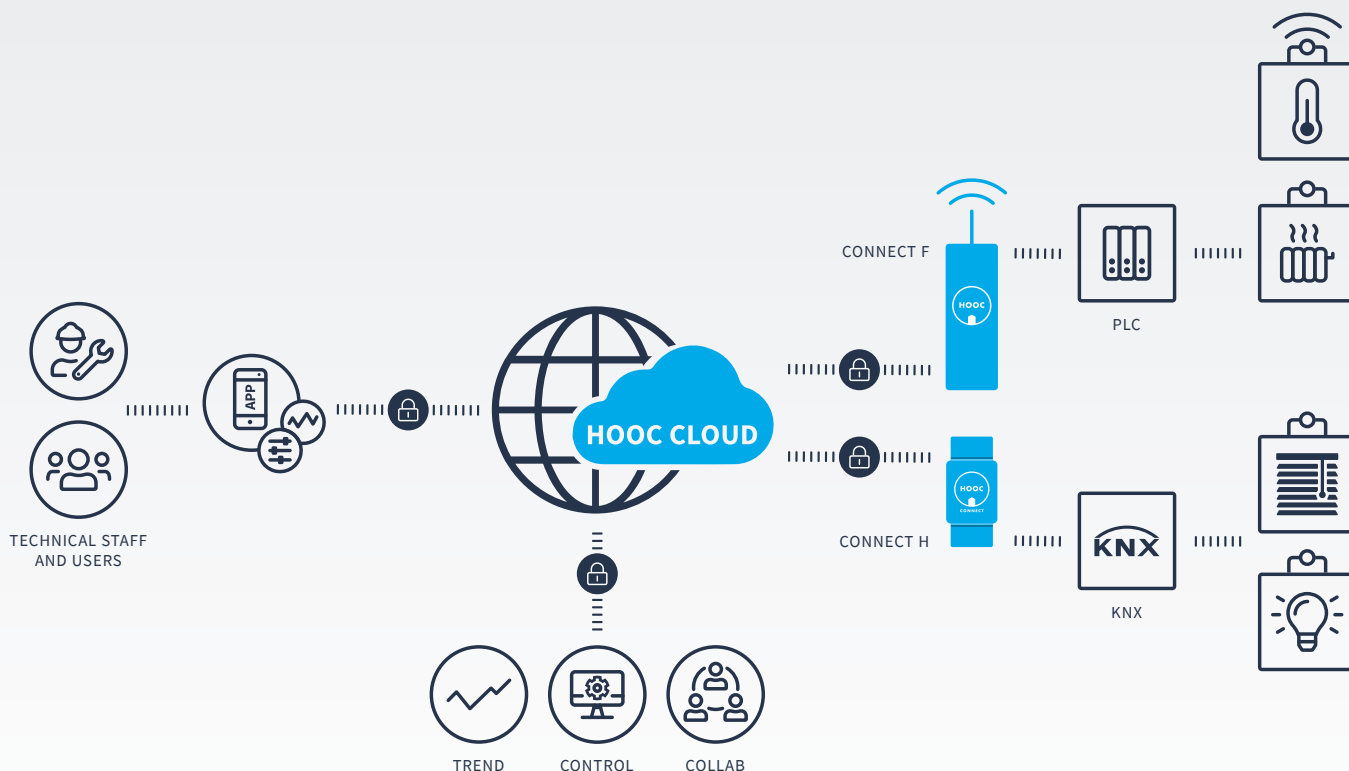 CONNECT F
HOOC
PLC
APP
HOOC CLOUD
TECHNICAL STAFF
AND USERS
HOOC
CONNECT
CONNECT H
KNX
KNX
TREND
CONTROL
COLLAB